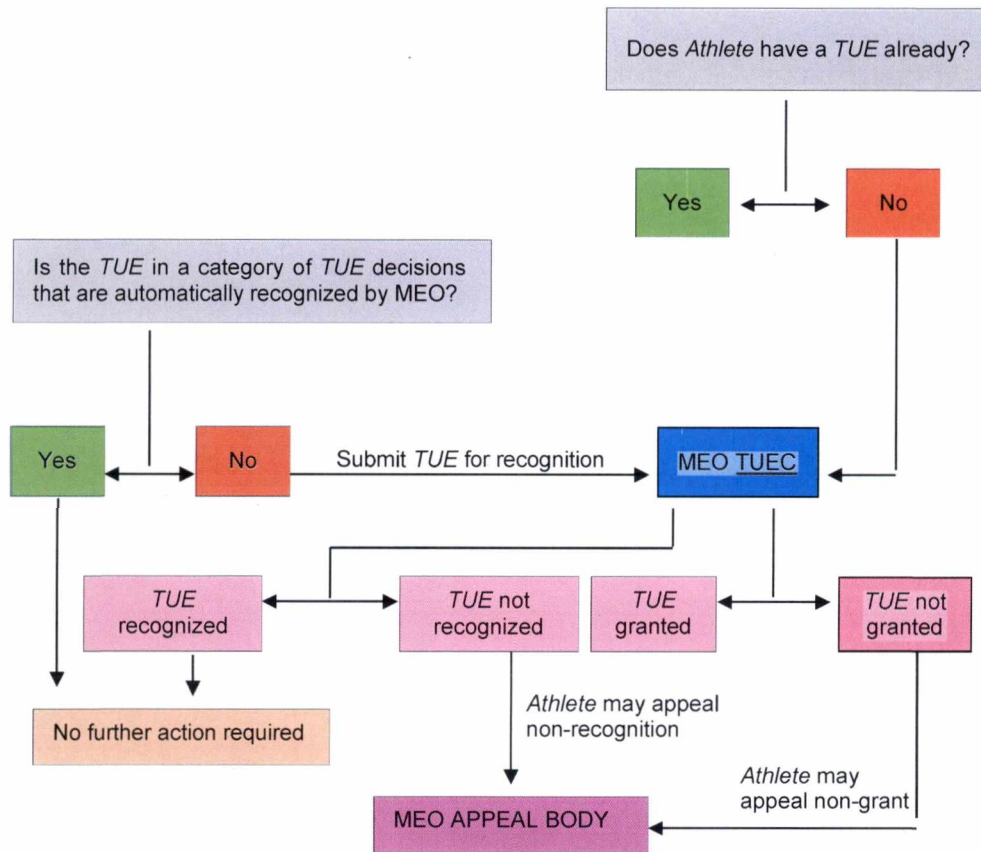 Does Athlete have a TUE already?
Yes
No
Is the TUE in a category of TUE decisions
that are automatically recognized by MEO?
Yes
No
Submit TUE for recognition
MEO TUEC
TUE
recognized
TUE not
recognized
TUE
granted
TUE not
granted
No further action required
Athlete may appeal
non-recognition
Athlete may
appeal non-grant
MEO APPEAL BODY